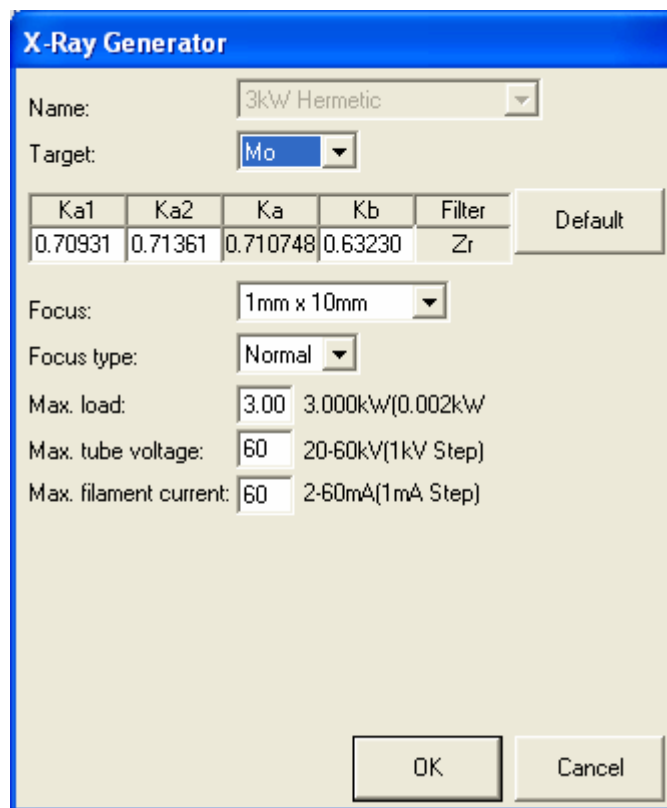 X-Ray Generator
Name: 3kW Hermetic
Target: Mo
Ka1 Ka2 Ka Kb Filter
0.70931 0.71361 0.710748 0.63230 Zr
Default
Focus: 1mm x 10mm
Focus type: Normal
Max. load: 3.00 3.000kW(0.002kW
Max. tube voltage: 60 20-60kV(1kV Step)
Max. filament current: 60 2-60mA(1mA Step)
OK Cancel